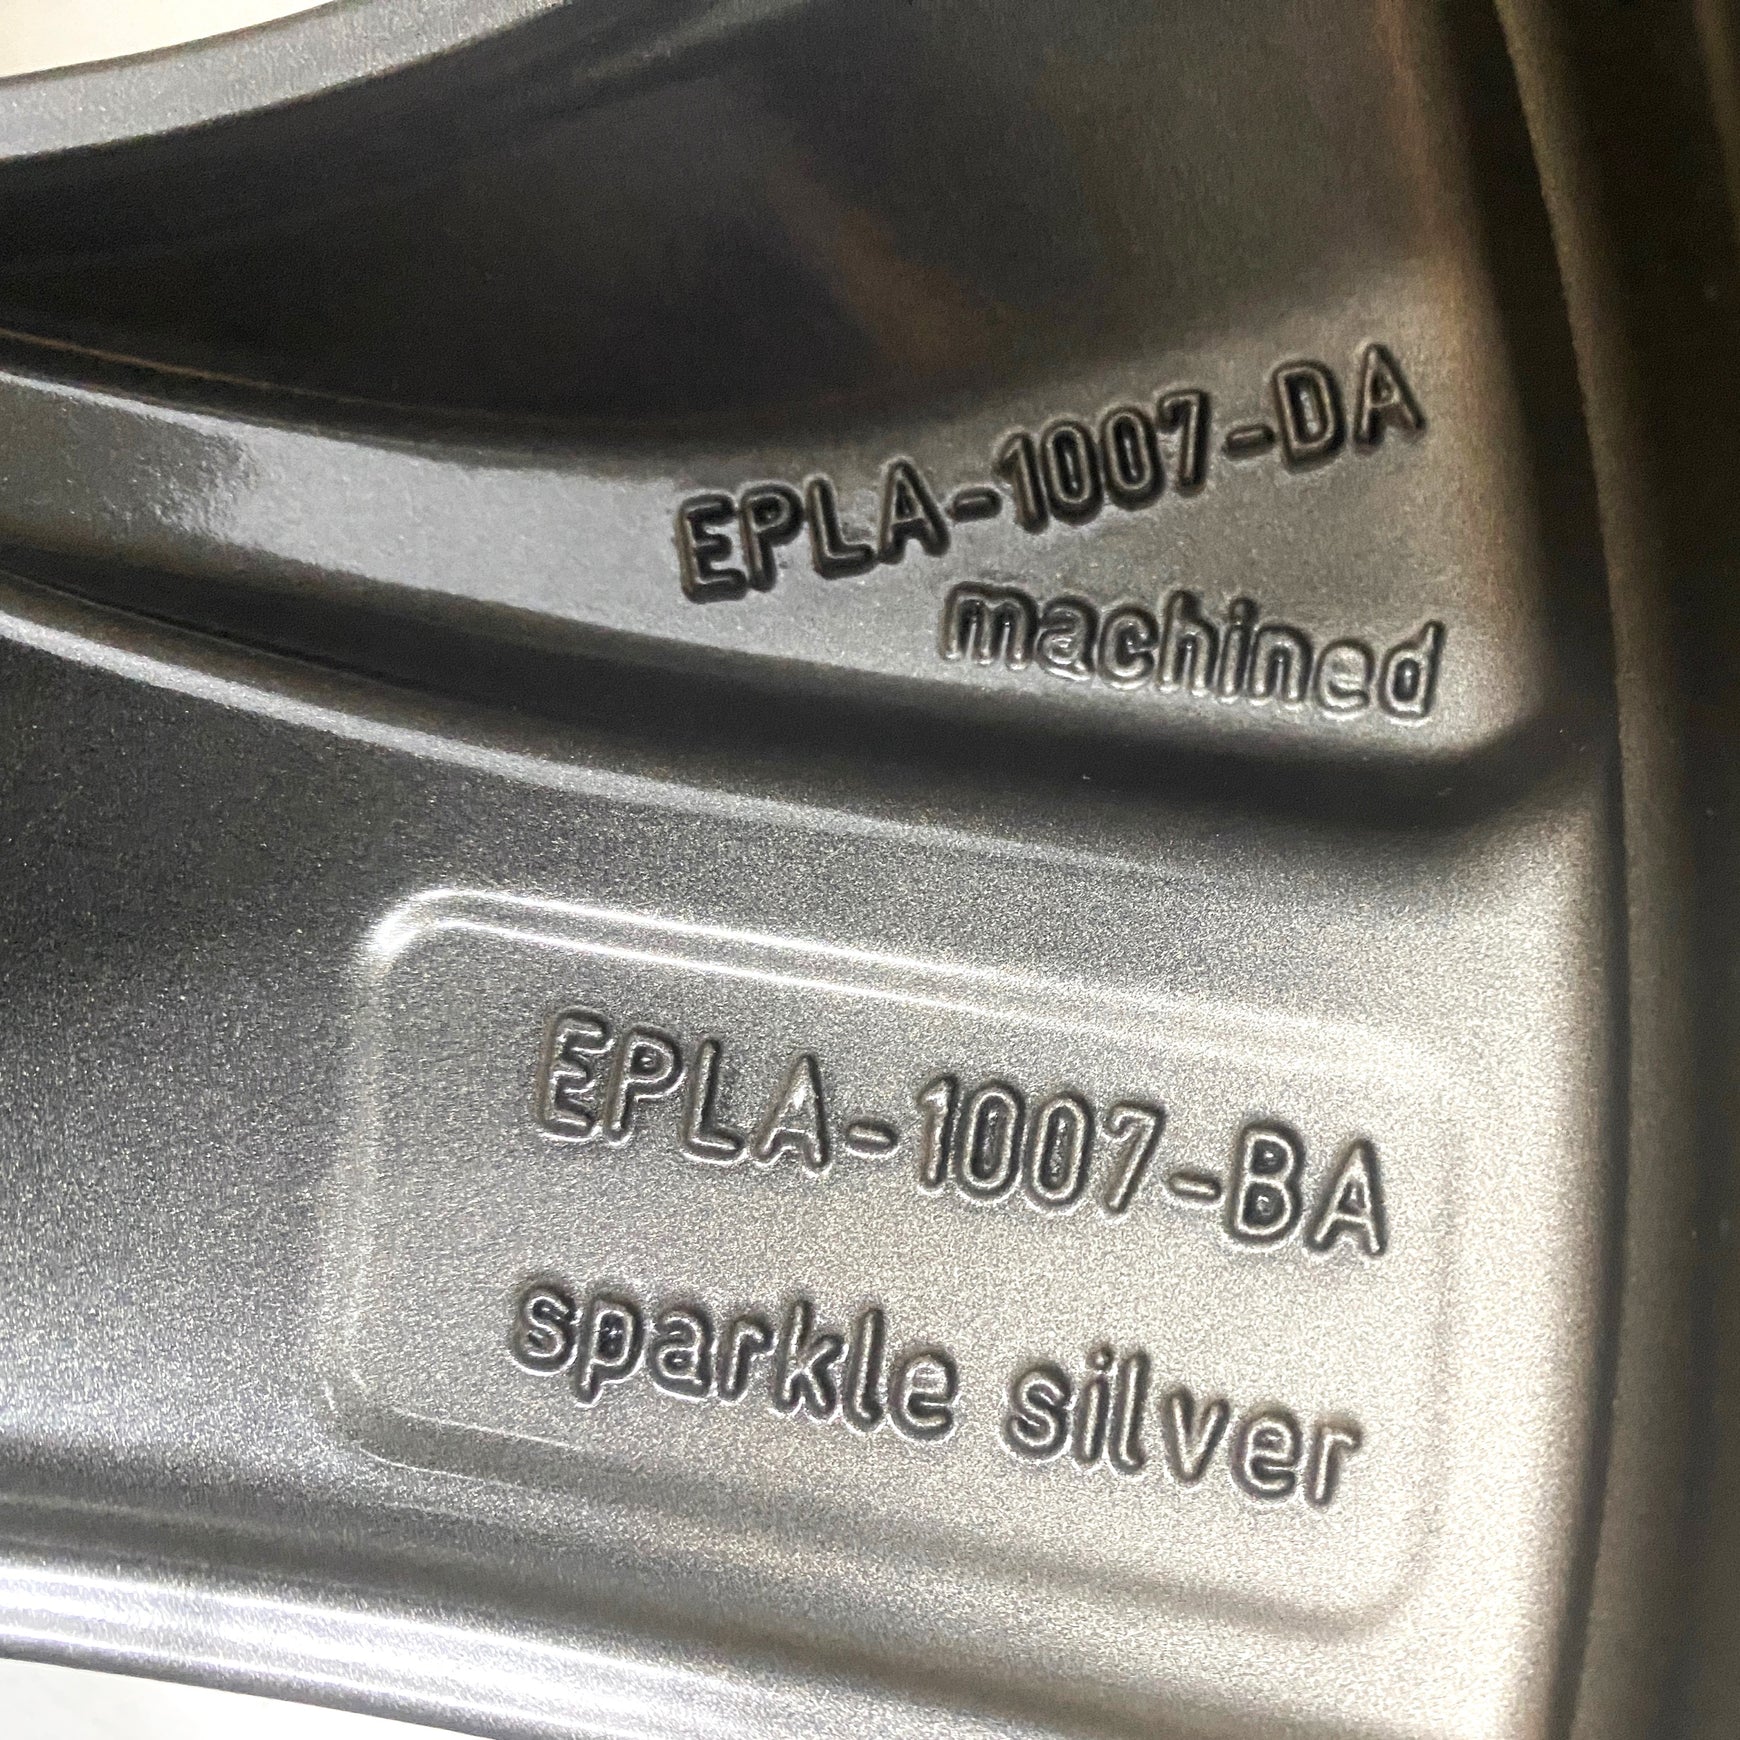 EPLA-1007-DA
machined
EPLA-1007-BA
sparkle silver